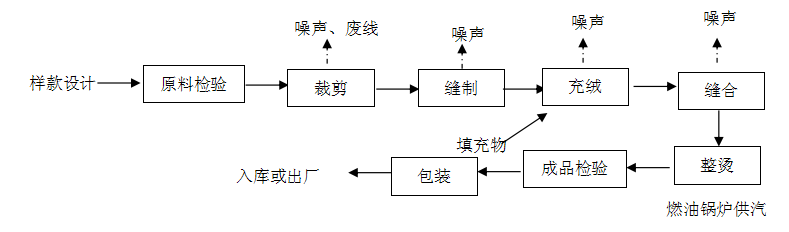 噪声、废线
噪声
噪声
噪声
样款设计
原料检验
裁剪
缝制
充绒
缝合
填充物
入库或出厂
包装
成品检验
整烫
燃油锅炉供汽